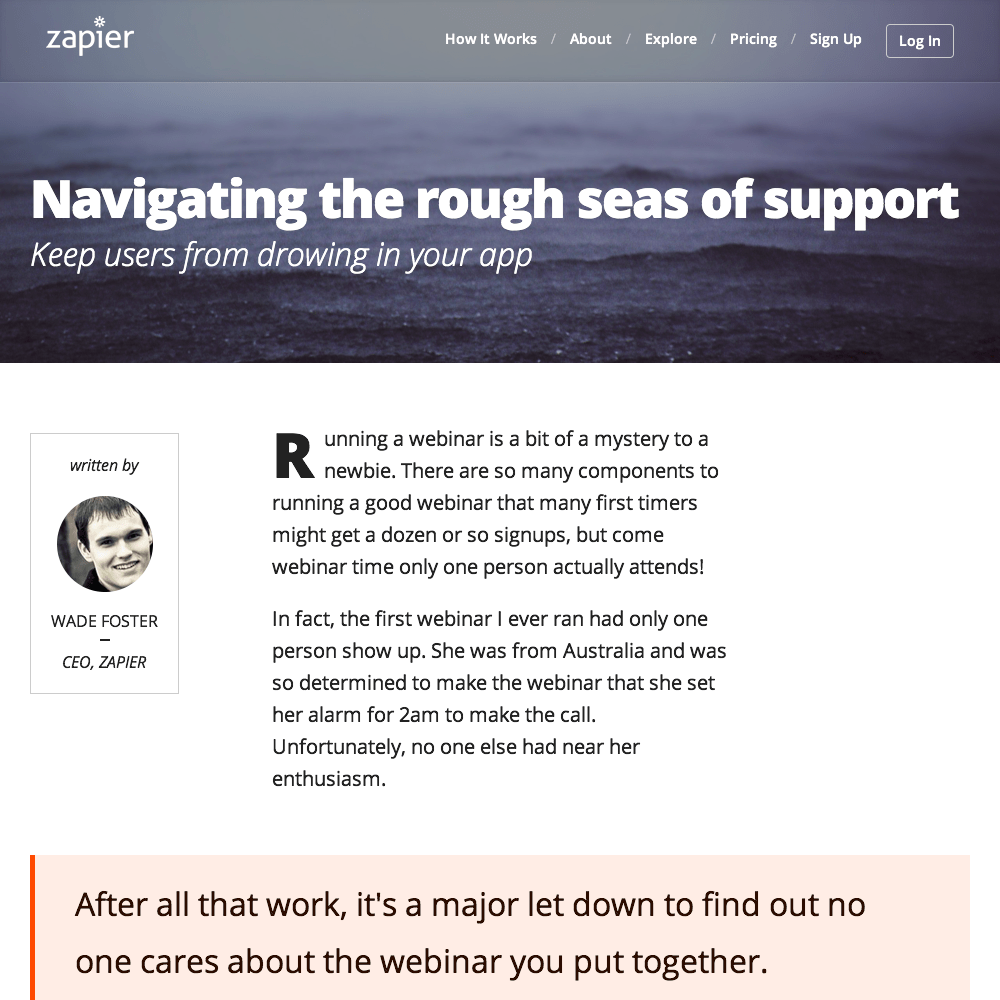 zapier
How It Works / About / Explore / Pricing / Sign Up Log In
Navigating the rough seas of support
Keep users from drowing in your app
written by
WADE FOSTER
–
CEO, ZAPIER
Running a webinar is a bit of a mystery to a
newbie. There are so many components to
running a good webinar that many first timers
might get a dozen or so signups, but come
webinar time only one person actually attends!
In fact, the first webinar I ever ran had only one
person show up. She was from Australia and was
so determined to make the webinar that she set
her alarm for 2am to make the call.
Unfortunately, no one else had near her
enthusiasm.
After all that work, it's a major let down to find out no
one cares about the webinar you put together.